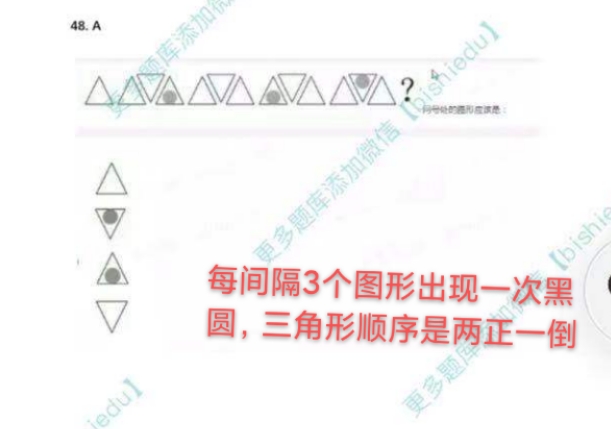 48. A
更多题库添加微
?
问号处的图形应该是：
更多题库添加微信【bishiedu】
每间隔3个图形出现一次黑
圆，三角形顺序是两正一倒
更多题库添加微信【bishie
iedu】